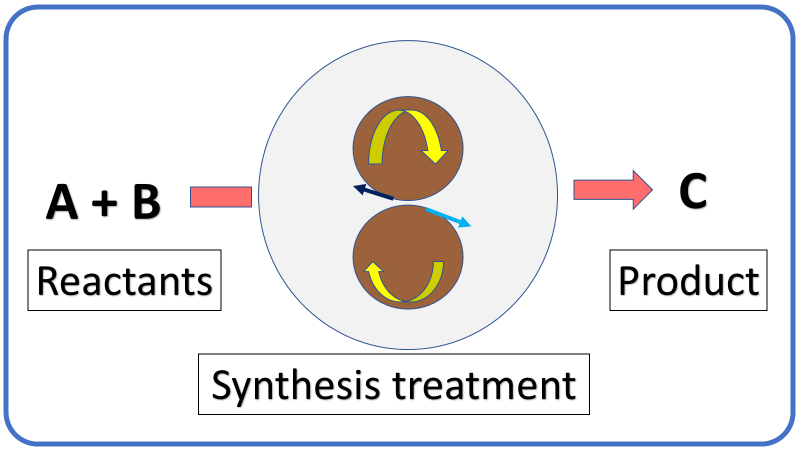 A + B
C
Reactants
Product
Synthesis treatment